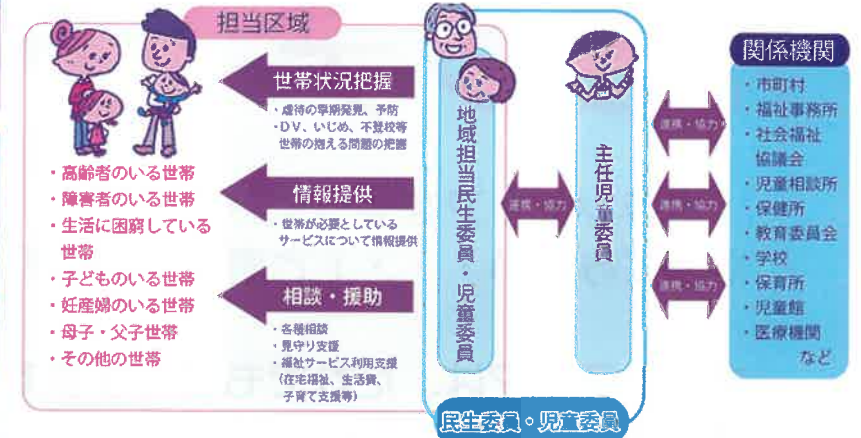 担当区域
・高齢者のいる世帯
・障害者のいる世帯
・生活に困窮している
世帯
・子どものいる世帯
・妊産婦のいる世帯
・母子・父子世帯
・その他の世帯
世帯状況把握
・虐待の早期発見、予防
・DV、いじめ、不登校等
世帯の抱える問題の把握
情報提供
・世帯が必要としている
サービスについて情報提供
相談・援助
・各種相談
・見守り支援
・福祉サービス利用支援
(在宅福祉、生活費、
子育て支援等)
地域担当民生委員・児童委員
連携・協力
主任児童委員
民生委員・児童委員
連携・協力
連携・協力
連携・協力
関係機関
・市町村
・福祉事務所
・社会福祉
協議会
・児童相談所
・保健所
・教育委員会
・学校
・保育所
・児童館
・医療機関
など